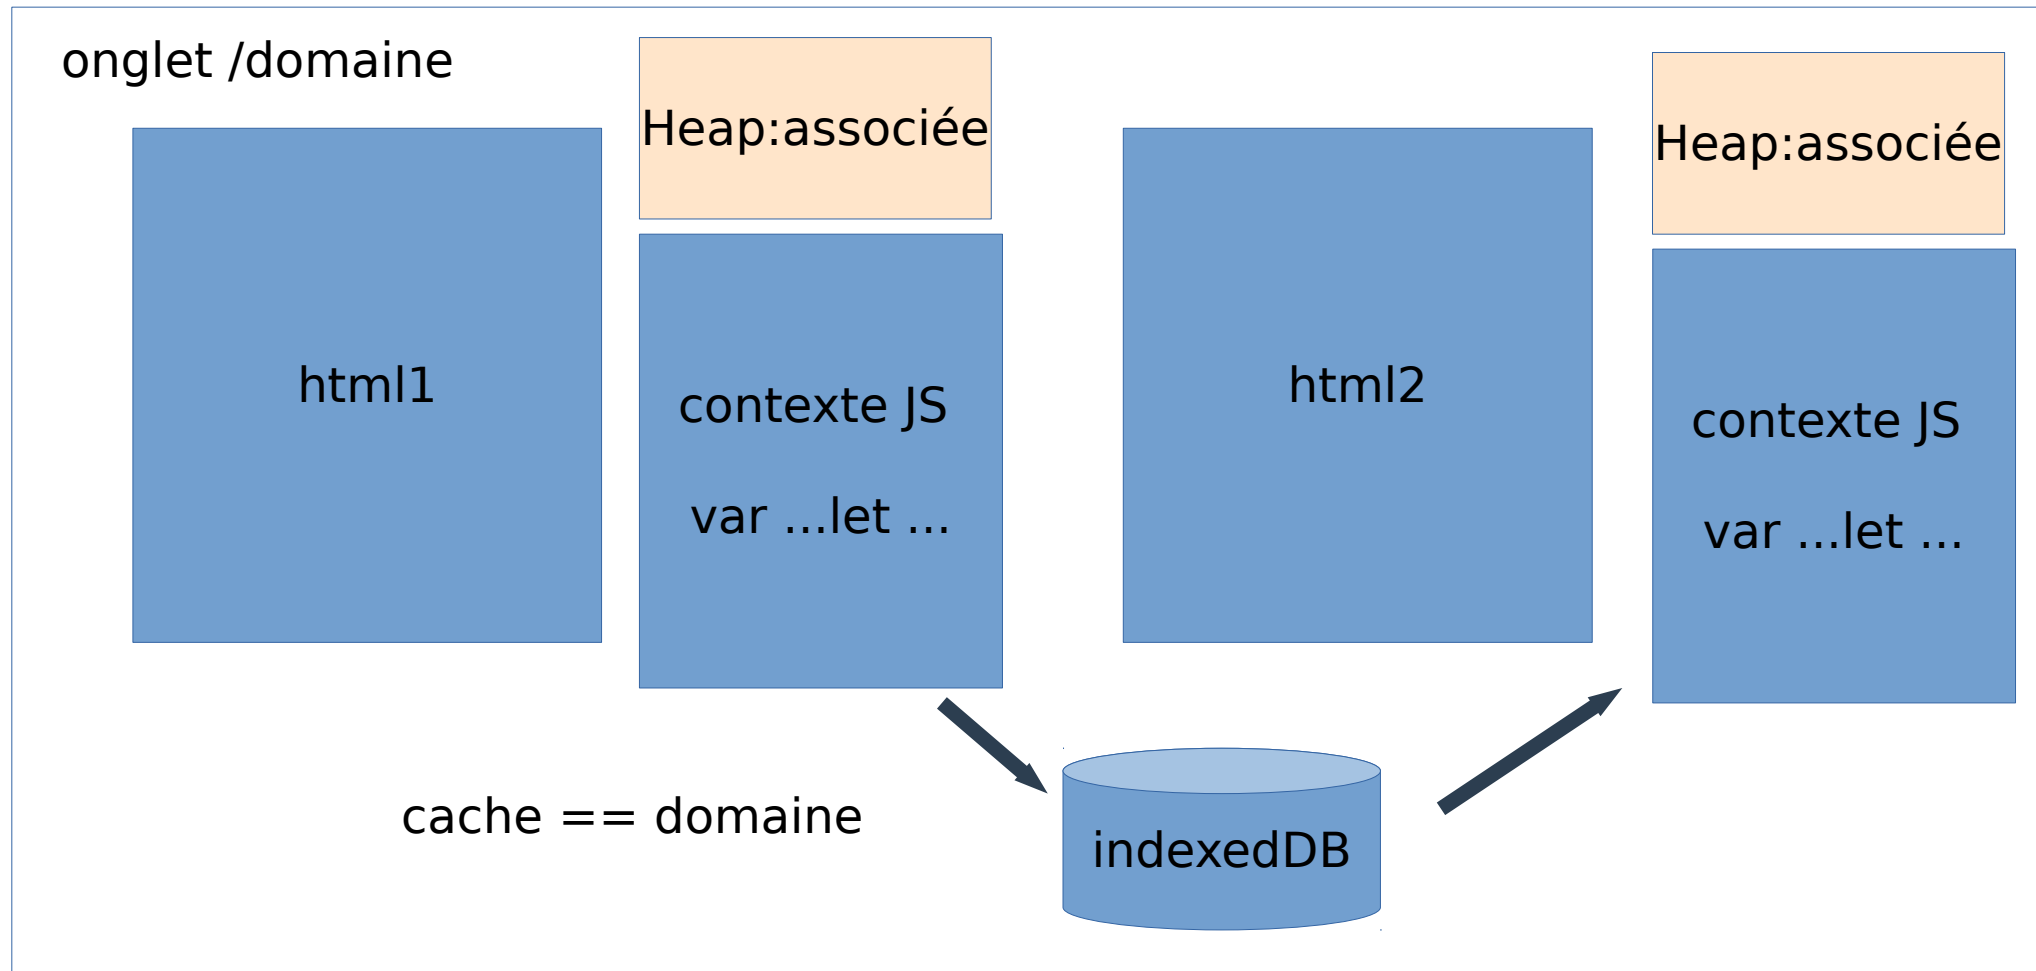 onglet /domaine
Heap:associée
html1
contexte JS
var ...let ...
Heap:associée
html2
contexte JS
var ...let ...
cache == domaine
indexedDB